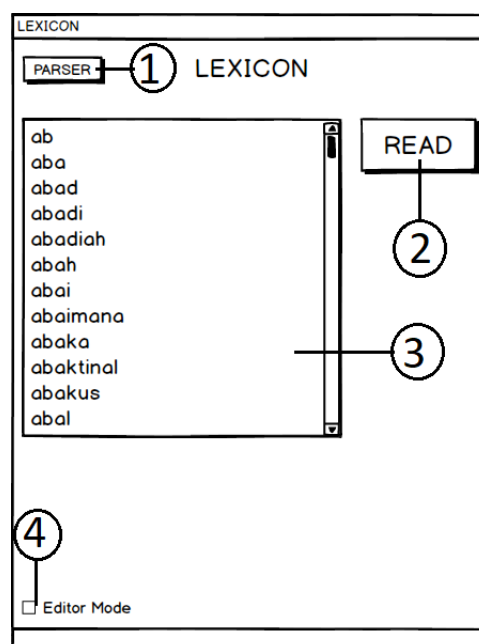 LEXICON
PARSER 1 LEXICON
ab
aba
abad
abadi
abadiah
abah
abai
abaimana
abaka
abaktinal
abakus
abal
READ
2
3
4
Editor Mode